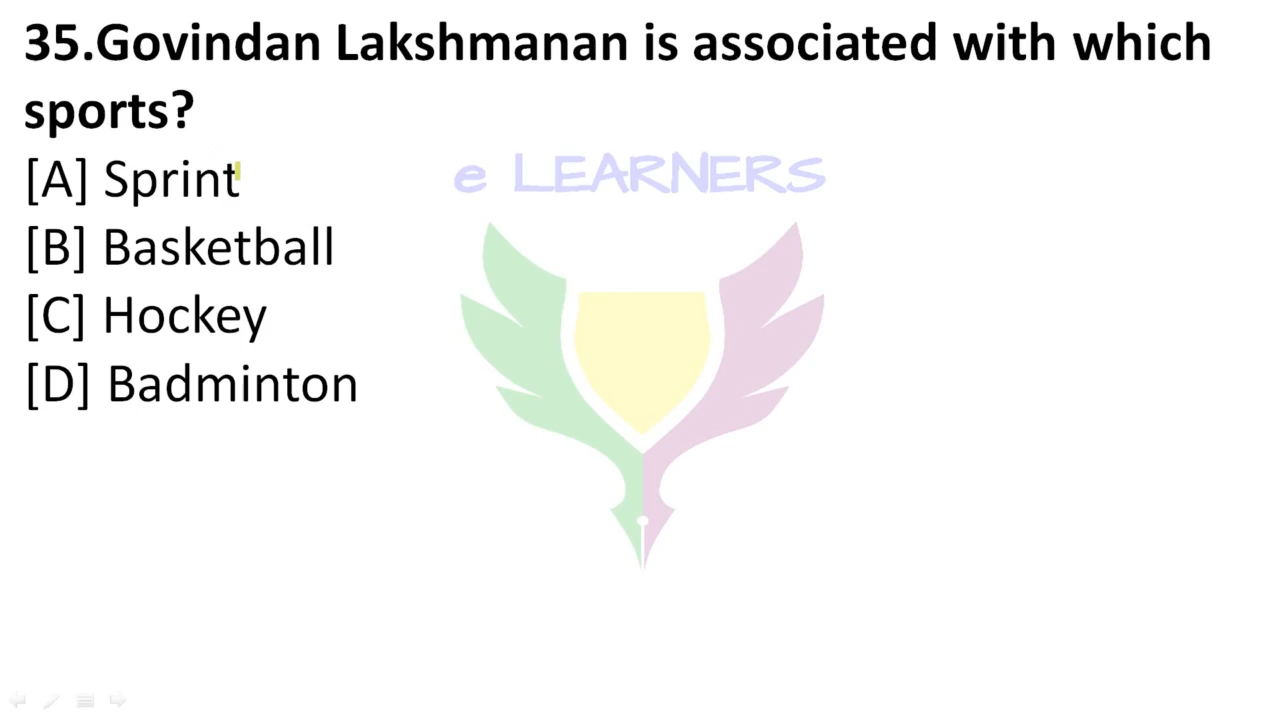 35.Govindan Lakshmanan is associated with which
sports?
[A] Sprint
[B] Basketball
[C] Hockey
[D] Badminton
e LEARNERS